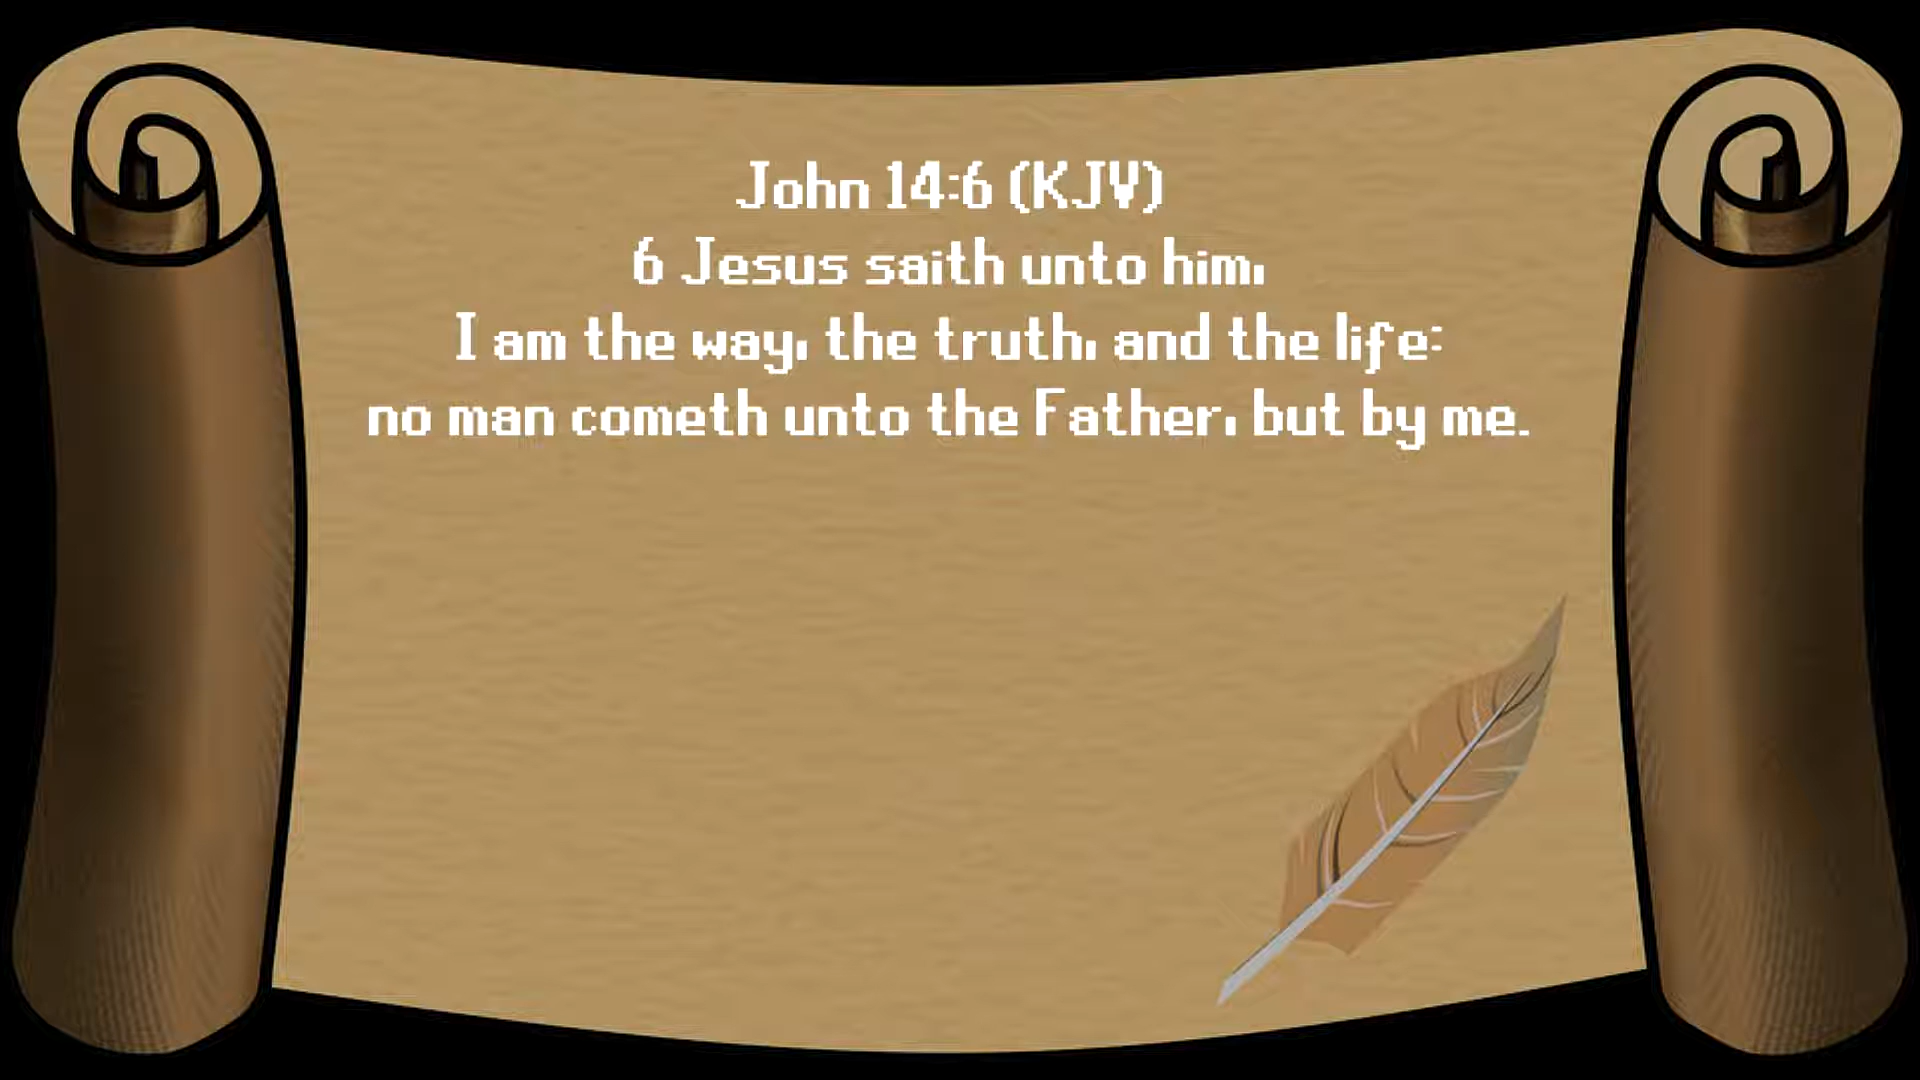 John 14:6 (KJV)
6 Jesus saith unto him,
I am the way, the truth, and the life:
no man cometh unto the Father, but by me.